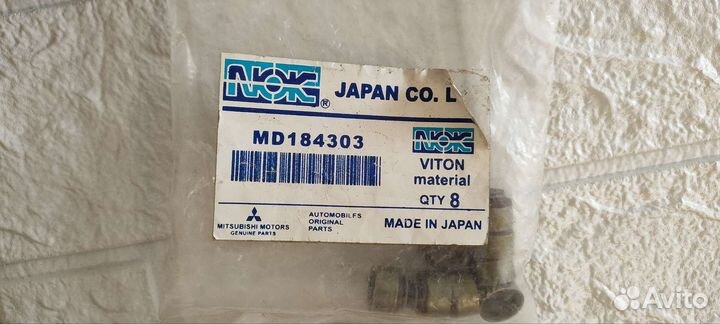 NOK® JAPAN CO. L
MD184303
NOK
VITON
material
QTY 8
MITSUBISHI MOTORS
GENUINE PARTS
AUTOMOBILES
ORIGINAL
PARTS
MADE IN JAPAN
Avito